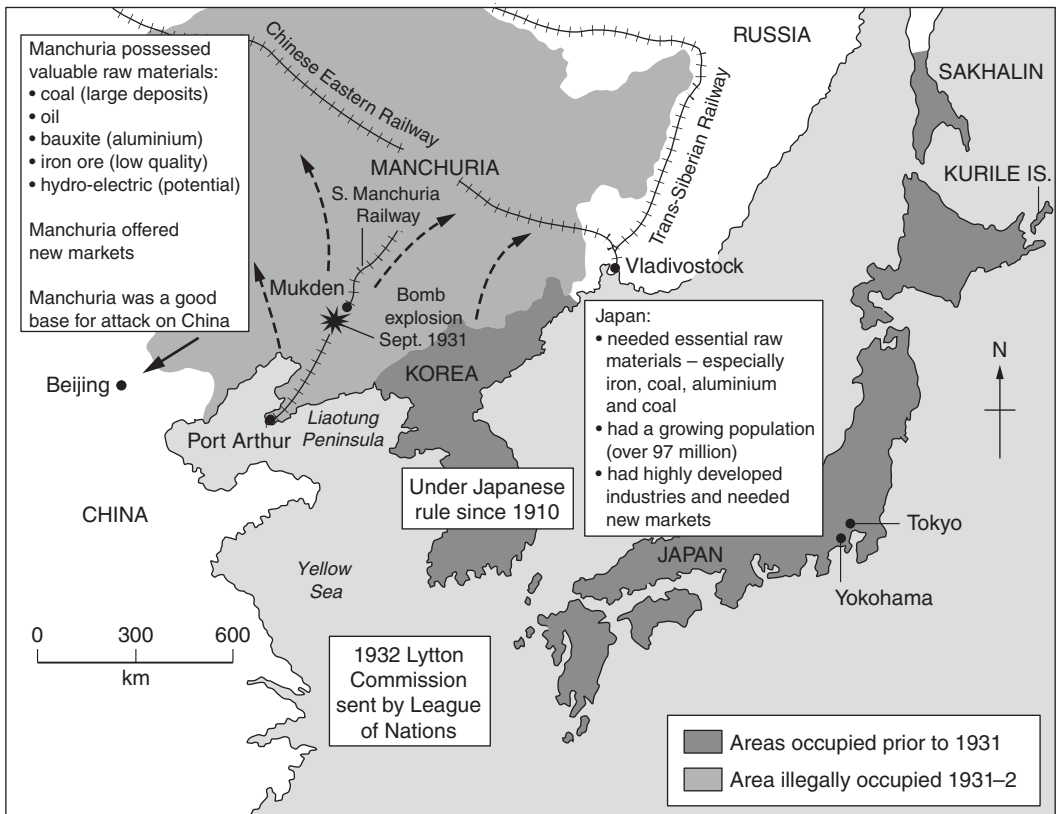 Manchuria possessed
valuable raw materials:
• coal (large deposits)
• oil
• bauxite (aluminium)
• iron ore (low quality)
• hydro-electric (potential)
Manchuria offered
new markets
Manchuria was a good
base for attack on China
Chinese Eastern Railway
RUSSIA
SAKHALIN
KURILE IS.
Trans-Siberian Railway
MANCHURIA
S. Manchuria
Railway
Vladivostock
Mukden
Bomb
explosion
Sept. 1931
KOREA
Beijing
Port Arthur
Liaotung
Peninsula
Japan:
• needed essential raw
materials – especially
iron, coal, aluminium
and coal
• had a growing population
(over 97 million)
• had highly developed
industries and needed
new markets
N
Under Japanese
rule since 1910
CHINA
Tokyo
JAPAN
Yokohama
Yellow
Sea
0 300 600
km
1932 Lytton
Commission
sent by League
of Nations
Areas occupied prior to 1931
Area illegally occupied 1931–2